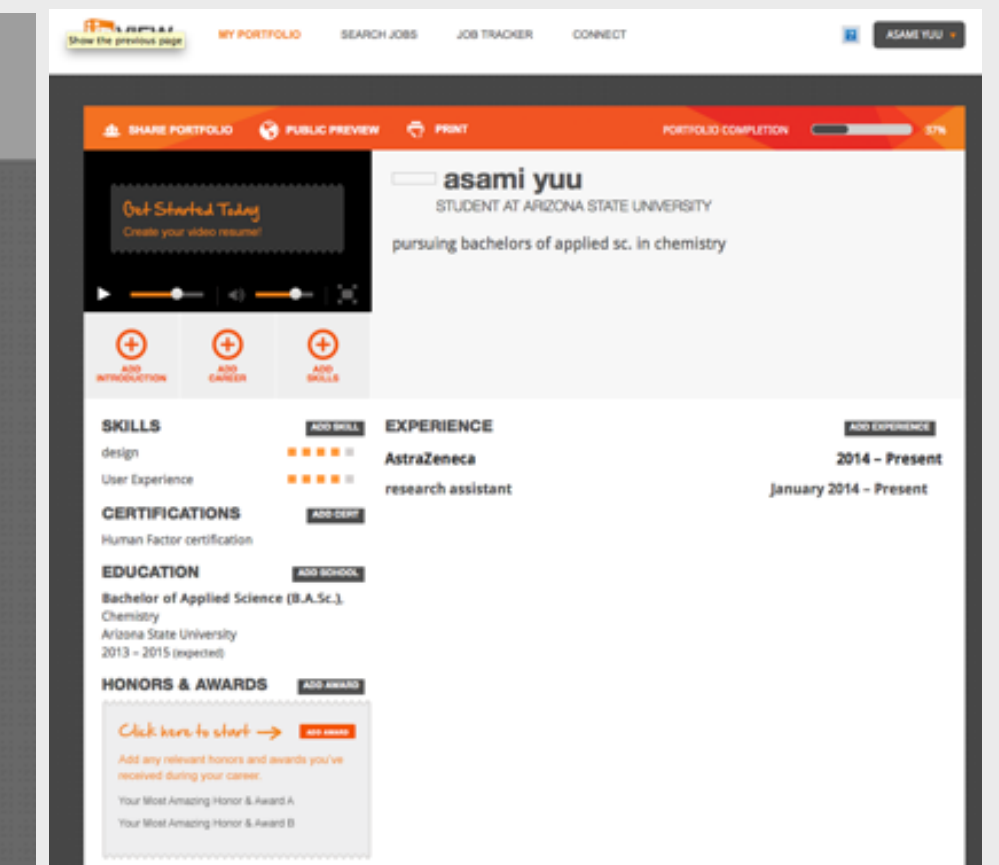 VIEW
Show the previous page
MY PORTFOLIO SEARCH JOBS JOB TRACKER CONNECT
ASAMI YUU
SHARE PORTFOLIO PUBLIC PREVIEW PRINT PORTFOLIO COMPLETION 37%
Get Started Today
Create your video resume!
asami yuu
STUDENT AT ARIZONA STATE UNIVERSITY
pursuing bachelors of applied sc. in chemistry
ADD INTRODUCTION
ADD CAREER
ADD SKILLS
SKILLS ADD SKILL
design
User Experience
CERTIFICATIONS ADD CERT
Human Factor certification
EDUCATION ADD SCHOOL
Bachelor of Applied Science (B.A.Sc.),
Chemistry
Arizona State University
2013 – 2015 (expected)
HONORS & AWARDS ADD AWARD
Click here to start ADD AWARD
Add any relevant honors and awards you've
received during your career.
Your Most Amazing Honor & Award A
Your Most Amazing Honor & Award B
EXPERIENCE ADD EXPERIENCE
AstraZeneca 2014 – Present
research assistant January 2014 – Present